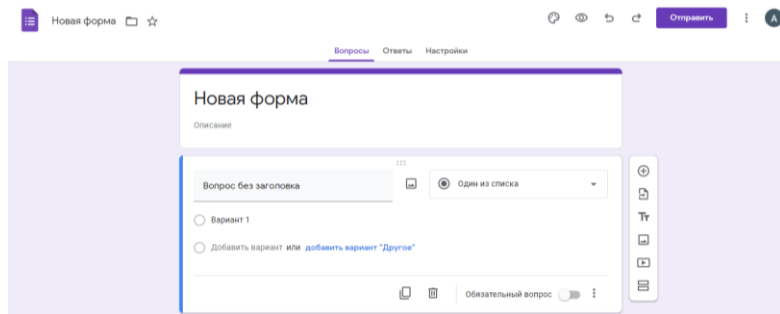 Новая форма
Отправить
A
Вопросы Ответы Настройки
Новая форма
Описание
Вопрос без заголовка
Один из списка
Вариант 1
Добавить вариант или добавить вариант "Другое"
Обязательный вопрос
Тт